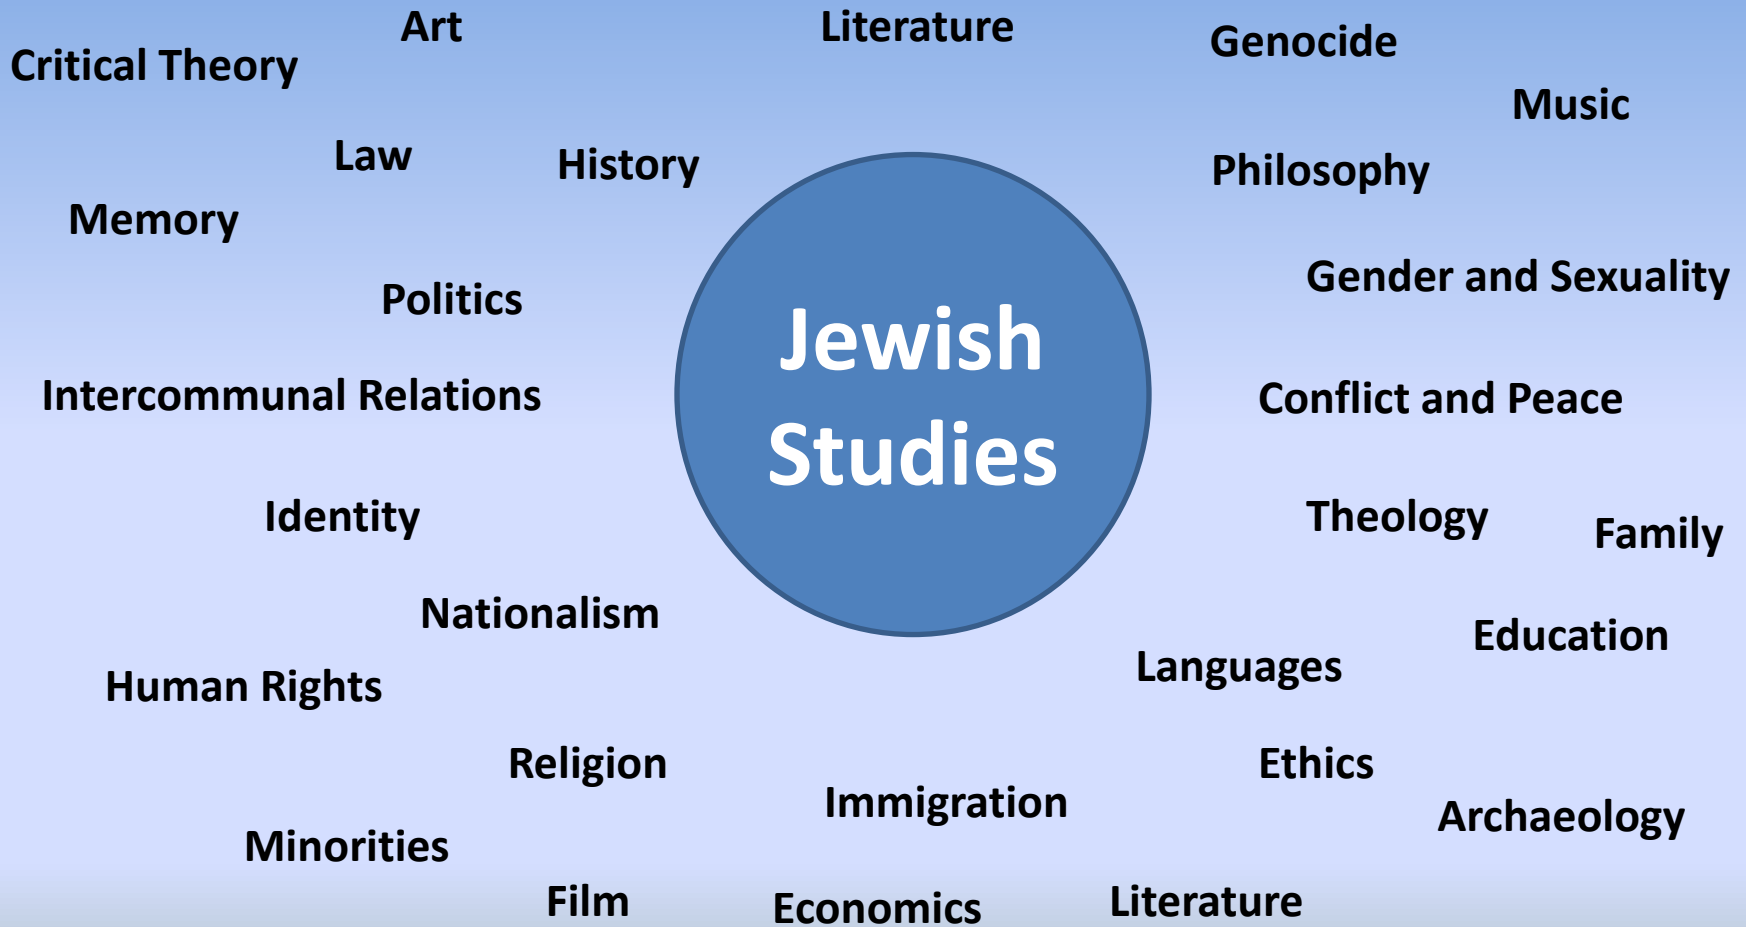 Art
Literature
Genocide
Critical Theory
Music
Law
History
Philosophy
Memory
Gender and Sexuality
Politics
Jewish
Studies
Intercommunal Relations
Conflict and Peace
Identity
Theology
Family
Nationalism
Education
Languages
Human Rights
Religion
Ethics
Immigration
Archaeology
Minorities
Film
Economics
Literature